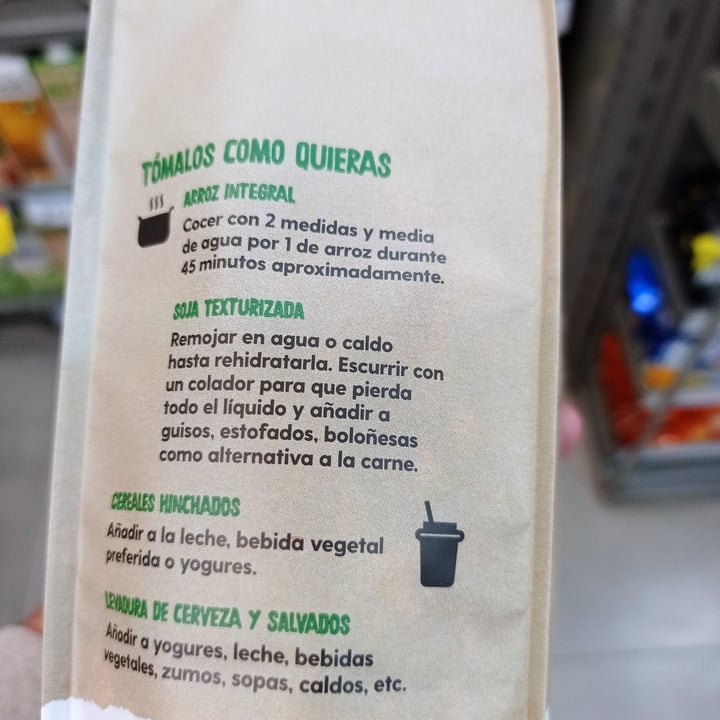 TÓMALOS COMO QUIERAS
ARROZ INTEGRAL
Cocer con 2 medidas y media
de agua por 1 de arroz durante
45 minutos aproximadamente.
SOJA TEXTURIZADA
Remojar en agua o caldo
hasta rehidratarla. Escurrir con
un colador para que pierda
todo el líquido y añadir a
guisos, estofados, boloñesas
como alternativa a la carne.
CEREALES HINCHADOS
Añadir a la leche, bebida vegetal
preferida o yogures.
LEVADURA DE CERVEZA Y SALVADOS
Añadir a yogures, leche, bebidas
vegetales, zumos, sopas, caldos, etc.